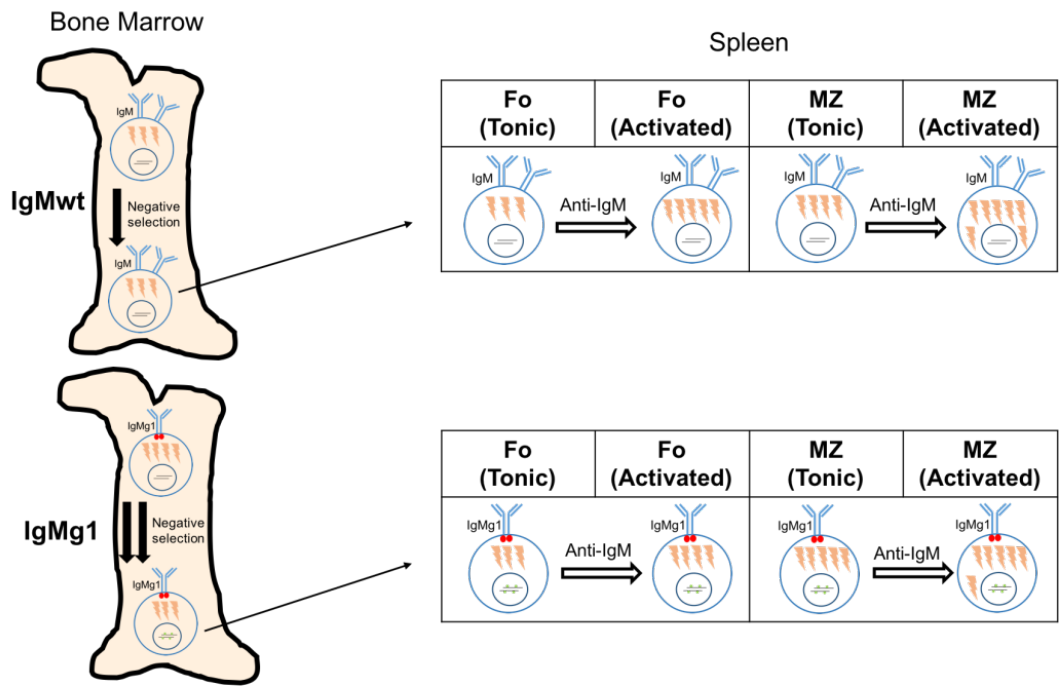 Bone Marrow
Spleen
IgM
IgMwt
Negative
selection
IgM
Fo
(Tonic)
Fo
(Activated)
MZ
(Tonic)
MZ
(Activated)
IgM
Anti-IgM
IgM
Anti-IgM
IgMg1
IgMg1
Negative
selection
IgMg1
Fo
(Tonic)
Fo
(Activated)
MZ
(Tonic)
MZ
(Activated)
IgMg1
Anti-IgM
IgMg1
IgMg1
Anti-IgM
IgMg1